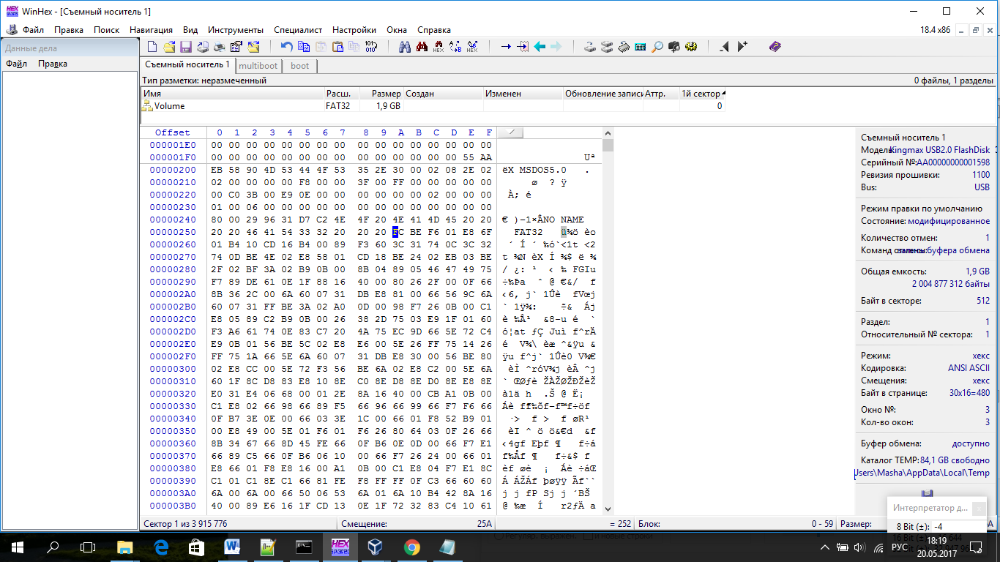 WinHex - [Съемный носитель 1]
Файл Правка Поиск Навигация Вид Инструменты Специалист Настройки Окна Справка 18.4 x86
Данные дела
Файл Правка
Съемный носитель 1 multiboot boot
Тип разметки: неразмеченный 0 файлы, 1 разделы
Имя Расш. Размер Создан Изменен Обновление записи Аттр. 1й сектор
Volume FAT32 1,9 GB 0
Offset 0 1 2 3 4 5 6 7 8 9 A B C D E F
000001E0 00 00 00 00 00 00 00 00 00 00 00 00 00 00 00 00
000001F0 00 00 00 00 00 00 00 00 00 00 00 00 00 00 55 AA Uª
00000200 EB 58 90 4D 53 44 4F 53 35 2E 30 00 02 08 2E 02 ëX MSDOS5.0 .
00000210 02 00 00 00 00 F8 00 00 3F 00 FF 00 00 00 00 00 ø ? ÿ
00000220 00 C0 3B 00 E9 0E 00 00 00 00 00 00 02 00 00 00 À; é
00000230 01 00 06 00 00 00 00 00 00 00 00 00 00 00 00 00
00000240 80 00 29 96 31 D7 C2 4E 4F 20 4E 41 4D 45 20 20 € )–1×ÂNO NAME
00000250 20 20 46 41 54 33 32 20 20 20 FC BE F6 01 E8 6F FAT32 ü¾ö èo
00000260 01 B4 10 CD 16 B4 00 89 F3 60 3C 31 74 0C 3C 32 ´ Í ´ ‰ó`<1t <2
00000270 74 0D BE 4E 02 E8 58 01 CD 18 BE 24 02 EB 03 BE t ¾N èX Í ¾$ ë ¾
00000280 2F 02 BF 3A 02 B9 0B 00 8B 04 89 05 46 47 49 75 / ¿: ¹ ‹ ‰ FGIu
00000290 F7 89 DE 61 0E 1F 88 16 40 00 80 26 2F 00 0F 66 ÷‰Þa ˆ @ €&/ f
000002A0 8B 36 2C 00 6A 60 07 31 DB E8 81 00 66 56 9C 6A ‹6, j` 1Ûè fVœj
000002B0 60 07 31 FF BE 3A 02 A0 0D 00 98 F7 26 0B 00 C1 ` 1ÿ¾: ˜÷& Á
000002C0 E8 05 89 C2 B9 0B 00 26 38 2D 75 03 E9 1F 01 60 è ‰Â¹ &8-u é `
000002D0 F3 A6 61 74 0E 83 C7 20 4A 75 EC 9D 66 5E 72 C4 ó¦at ƒÇ Juì f^rÄ
000002E0 E9 0B 01 56 BE 5C 02 E8 E6 00 5E 26 FF 75 14 26 é V¾\ èæ ^&ÿu &
000002F0 FF 75 1A 66 5E 6A 60 07 31 DB E8 30 00 56 BE 80 ÿu f^j` 1Ûè0 V¾€
00000300 02 E8 CC 00 5E 72 F3 56 BE 6A 02 E8 C2 00 5E 6A èÌ ^róV¾j è ^j
00000310 60 1F 8C D8 83 E8 10 8E C0 8E D8 8E D0 8E E8 8E ` ŒØƒè ŽÀŽØŽÐŽèŽ
00000320 E0 31 E4 06 68 00 01 2E 8A 16 40 00 CB A1 0B 00 à1ä h .Š @ Ë¡
00000330 C1 E8 02 66 98 66 89 F5 66 96 66 99 66 F7 F6 66 Áè f˜f‰õf–f™f÷öf
00000340 0F B7 3E 0E 00 66 03 3E 1C 00 66 01 F8 52 B9 01 ·> f > f øR¹
00000350 00 E8 49 00 5E 01 F6 01 F6 26 80 64 03 0F 26 66 èI ^ ö ö&€d &f
00000360 8B 34 67 66 8D 45 FE 66 0F B6 0E 0D 00 66 F7 E1 ‹4gf Eþf ¶ f÷á
00000370 66 89 C5 66 0F B6 06 10 00 66 F7 26 24 00 66 01 f‰Åf ¶ f÷&$ f
00000380 E8 66 01 F8 E8 16 00 A1 0B 00 C1 E8 04 F7 E1 8C èf øè ¡ Áè ÷áŒ
00000390 C1 01 C1 8E C1 66 81 FE F8 FF FF 0F C3 66 60 60 Á ÁŽÁf þøÿÿ Ãf``
000003A0 6A 00 6A 00 66 50 06 53 6A 01 6A 10 B4 42 8A 16 j j fP Sj j ´BŠ
000003B0 40 00 89 E6 16 1F CD 13 0E 1F 72 32 83 C4 10 61 @ ‰æ Í r2ƒÄ a
Съемный носитель 1
Модель: Kingmax USB2.0 FlashDisk
Серийный №: AA00000000001598
Ревизия прошивки: 1100
Bus: USB
Режим правки по умолчанию
Состояние: модифицированное
Количество отмен: 1
буфера обмена
Общая емкость: 1,9 GB
2 004 877 312 байты
Байт в секторе: 512
Раздел: 1
Относительный № сектора: 1
Режим: хекс
Кодировка: ANSI ASCII
Смещения: хекс
Байт в странице: 30x16=480
Окно №: 3
Кол-во окон: 3
Буфер обмена: доступно
Каталог TEMP: 84,1 GB свободно
Users\Masha\AppData\Local\Temp
Интерпретатор д...
8 Bit (±): -4
Сектор 1 из 3 915 776 Смещение: 25A = 252 Блок: 0 - 59 Размер:
РУС 18:19
20.05.2017